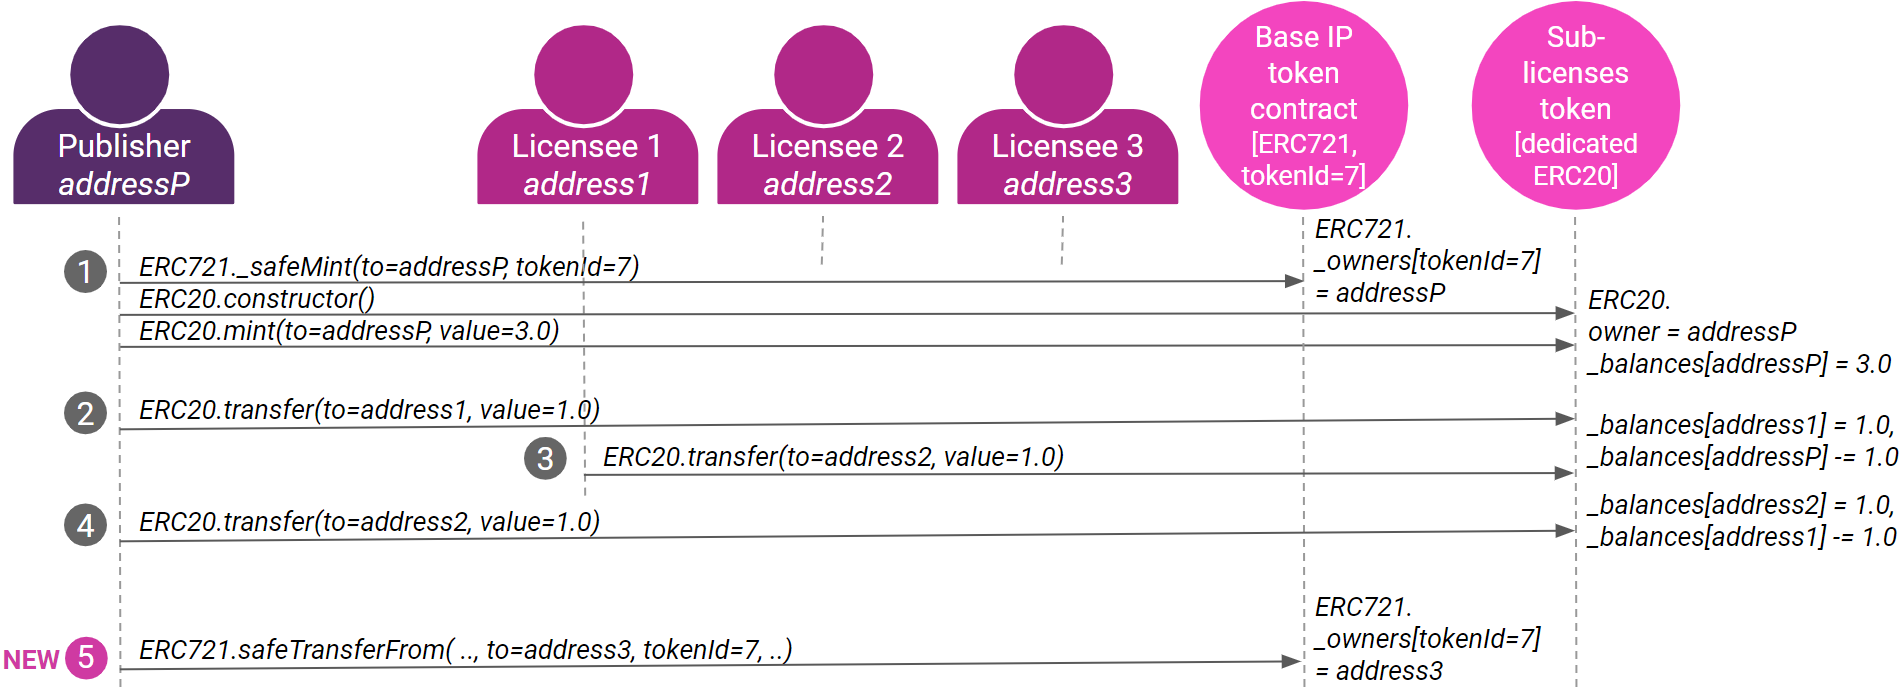 Publisher
addressP
Licensee 1
address1
Licensee 2
address2
Licensee 3
address3
Base IP
token
contract
[ERC721,
tokenId=7]
Sub-
licenses
token
[dedicated
ERC20]
1
ERC721._safeMint(to=addressP, tokenId=7)
ERC721.
_owners[tokenId=7]
= addressP
ERC20.constructor()
ERC20.mint(to=addressP, value=3.0)
ERC20.
owner = addressP
_balances[addressP] = 3.0
2
ERC20.transfer(to=address1, value=1.0)
_balances[address1] = 1.0,
_balances[addressP] -= 1.0
3
ERC20.transfer(to=address2, value=1.0)
4
ERC20.transfer(to=address2, value=1.0)
_balances[address2] = 1.0,
_balances[address1] -= 1.0
NEW 5
ERC721.safeTransferFrom( .., to=address3, tokenId=7, ..)
ERC721.
_owners[tokenId=7]
= address3